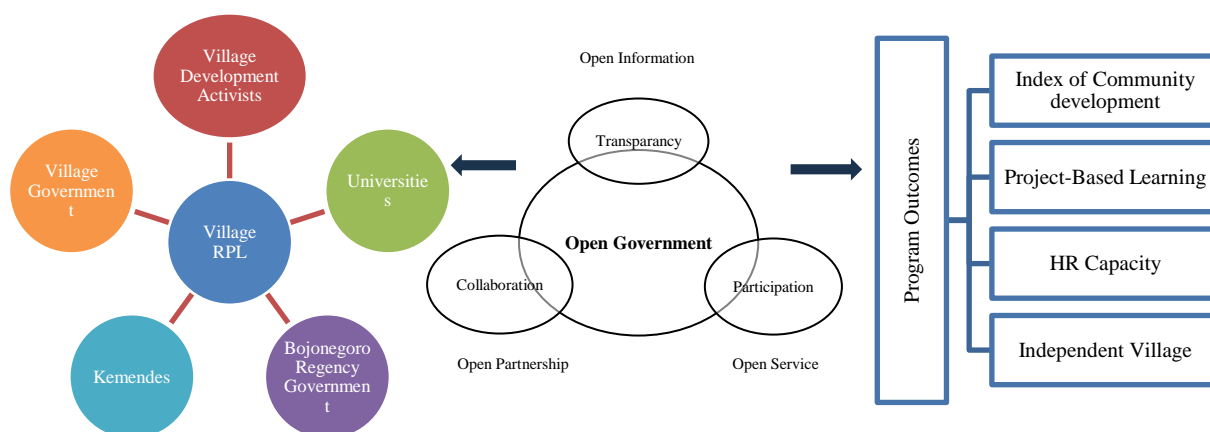 Village
Development
Activists
Village
Governmen
t
Universitie
s
Village
RPL
Kemendes
Bojonegoro
Regency
Governmen
t
Open Information
Transparancy
Open Government
Collaboration
Participation
Open Partnership
Open Service
Program Outcomes
Index of Community
development
Project-Based Learning
HR Capacity
Independent Village